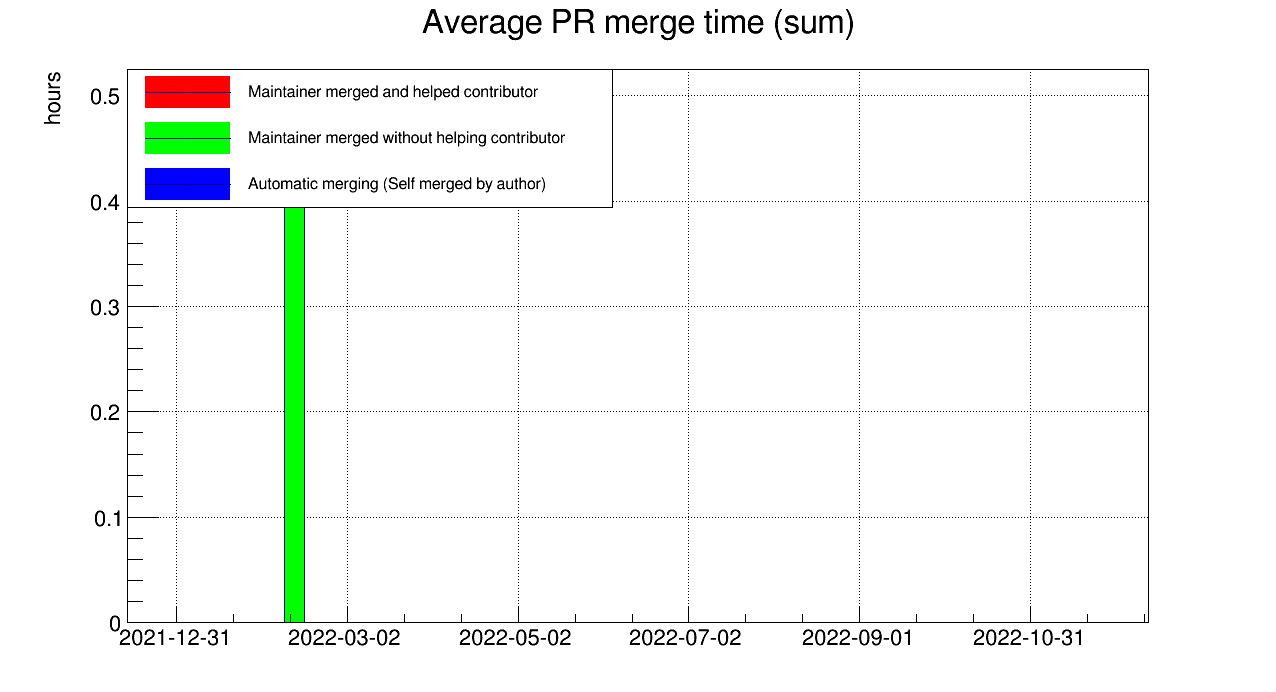 Average PR merge time (sum)
hours
Maintainer merged and helped contributor
Maintainer merged without helping contributor
Automatic merging (Self merged by author)
0.5
0.4
0.3
0.2
0.1
0
2021-12-31 2022-03-02 2022-05-02 2022-07-02 2022-09-01 2022-10-31